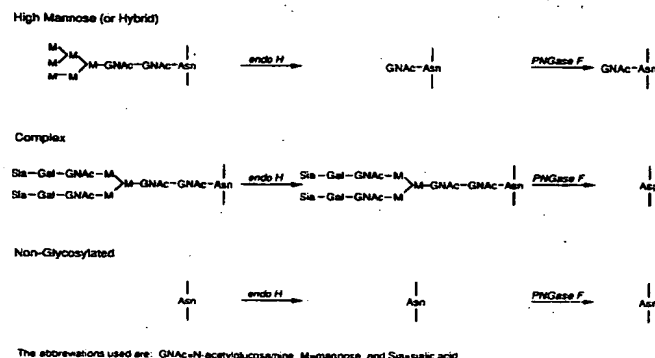 High Mannose (or Hybrid)
M
M M
M M-GNAc-GNAc-Asn endo H GNAc-Asn PNGase F GNAc-Asn
M-M
Complex
Sia-Gal-GNAc-M Sia-Gal-GNAc-M
M-GNAc-GNAc-Asn endo H M-GNAc-GNAc-Asn PNGase F As
Sia-Gal-GNAc-M Sia-Gal-GNAc-M
Non-Glycosylated
Asn endo H Asn PNGase F Asn
The abbreviations used are: GNAc=N-acetylglucosamine, M=mannose, and Sia=sialic acid